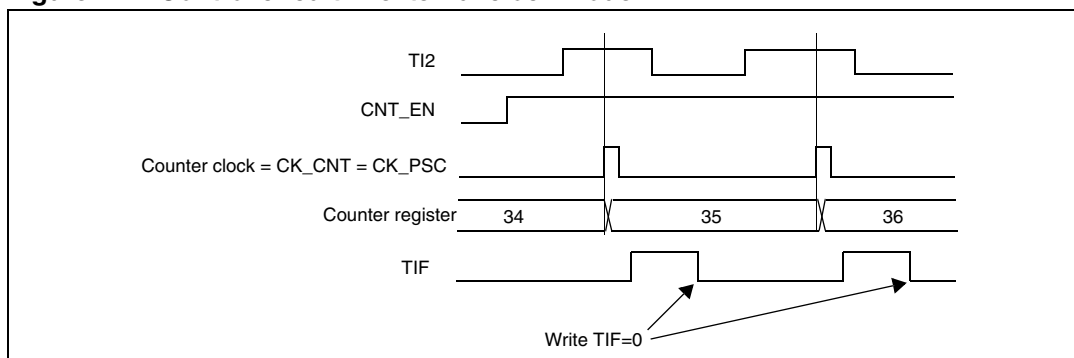 TI2
CNT_EN
Counter clock = CK_CNT = CK_PSC
Counter register 34 35 36
TIF
Write TIF=0